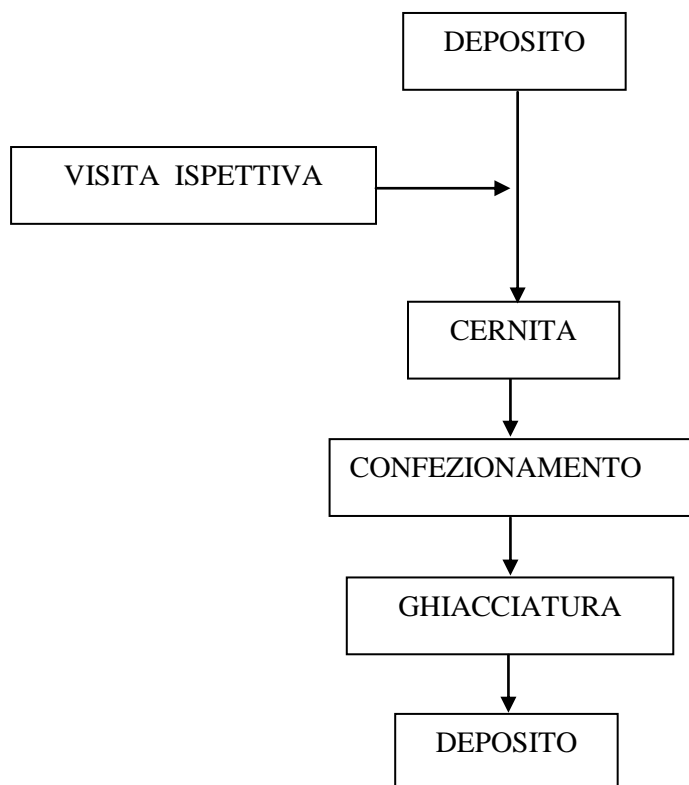 DEPOSITO
VISITA ISPETTIVA
CERNITA
CONFEZIONAMENTO
GHIACCIATURA
DEPOSITO